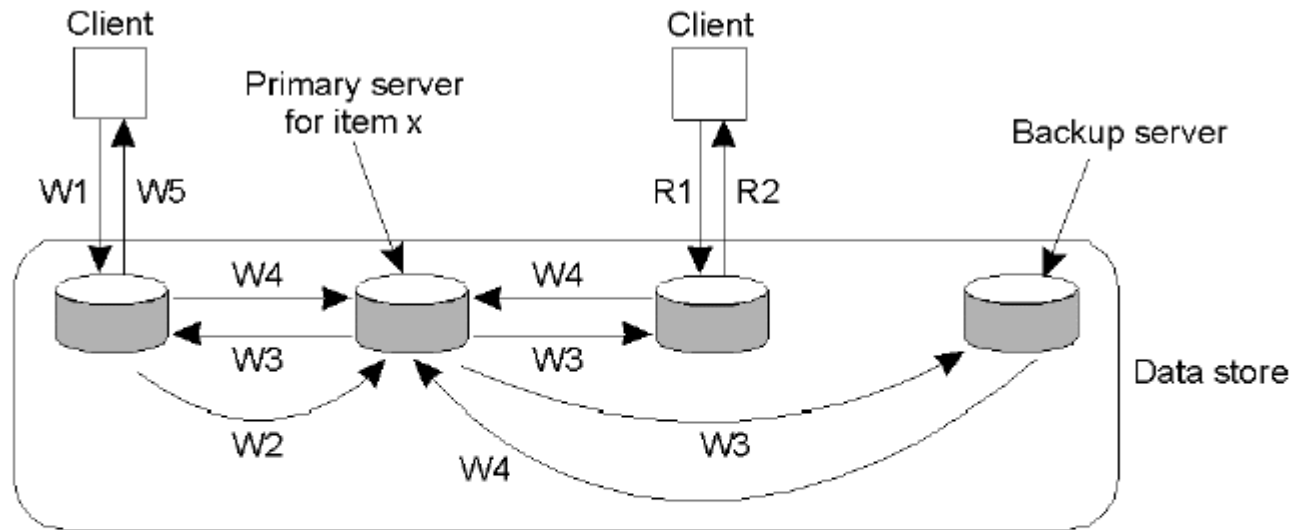 Client
Client
Primary server
for item x
Backup server
W1
W5
R1
R2
W4
W4
W3
W3
Data store
W2
W3
W4